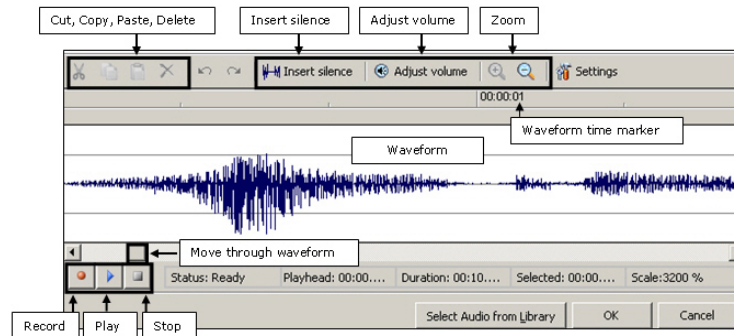 Cut, Copy, Paste, Delete
Insert silence
Adjust volume
Zoom
Insert silence
Adjust volume
Settings
00:00:01
Waveform time marker
Waveform
Move through waveform
Status: Ready
Playhead: 00:00....
Duration: 00:10....
Selected: 00:00....
Scale:3200 %
Record
Play
Stop
Select Audio from Library
OK
Cancel